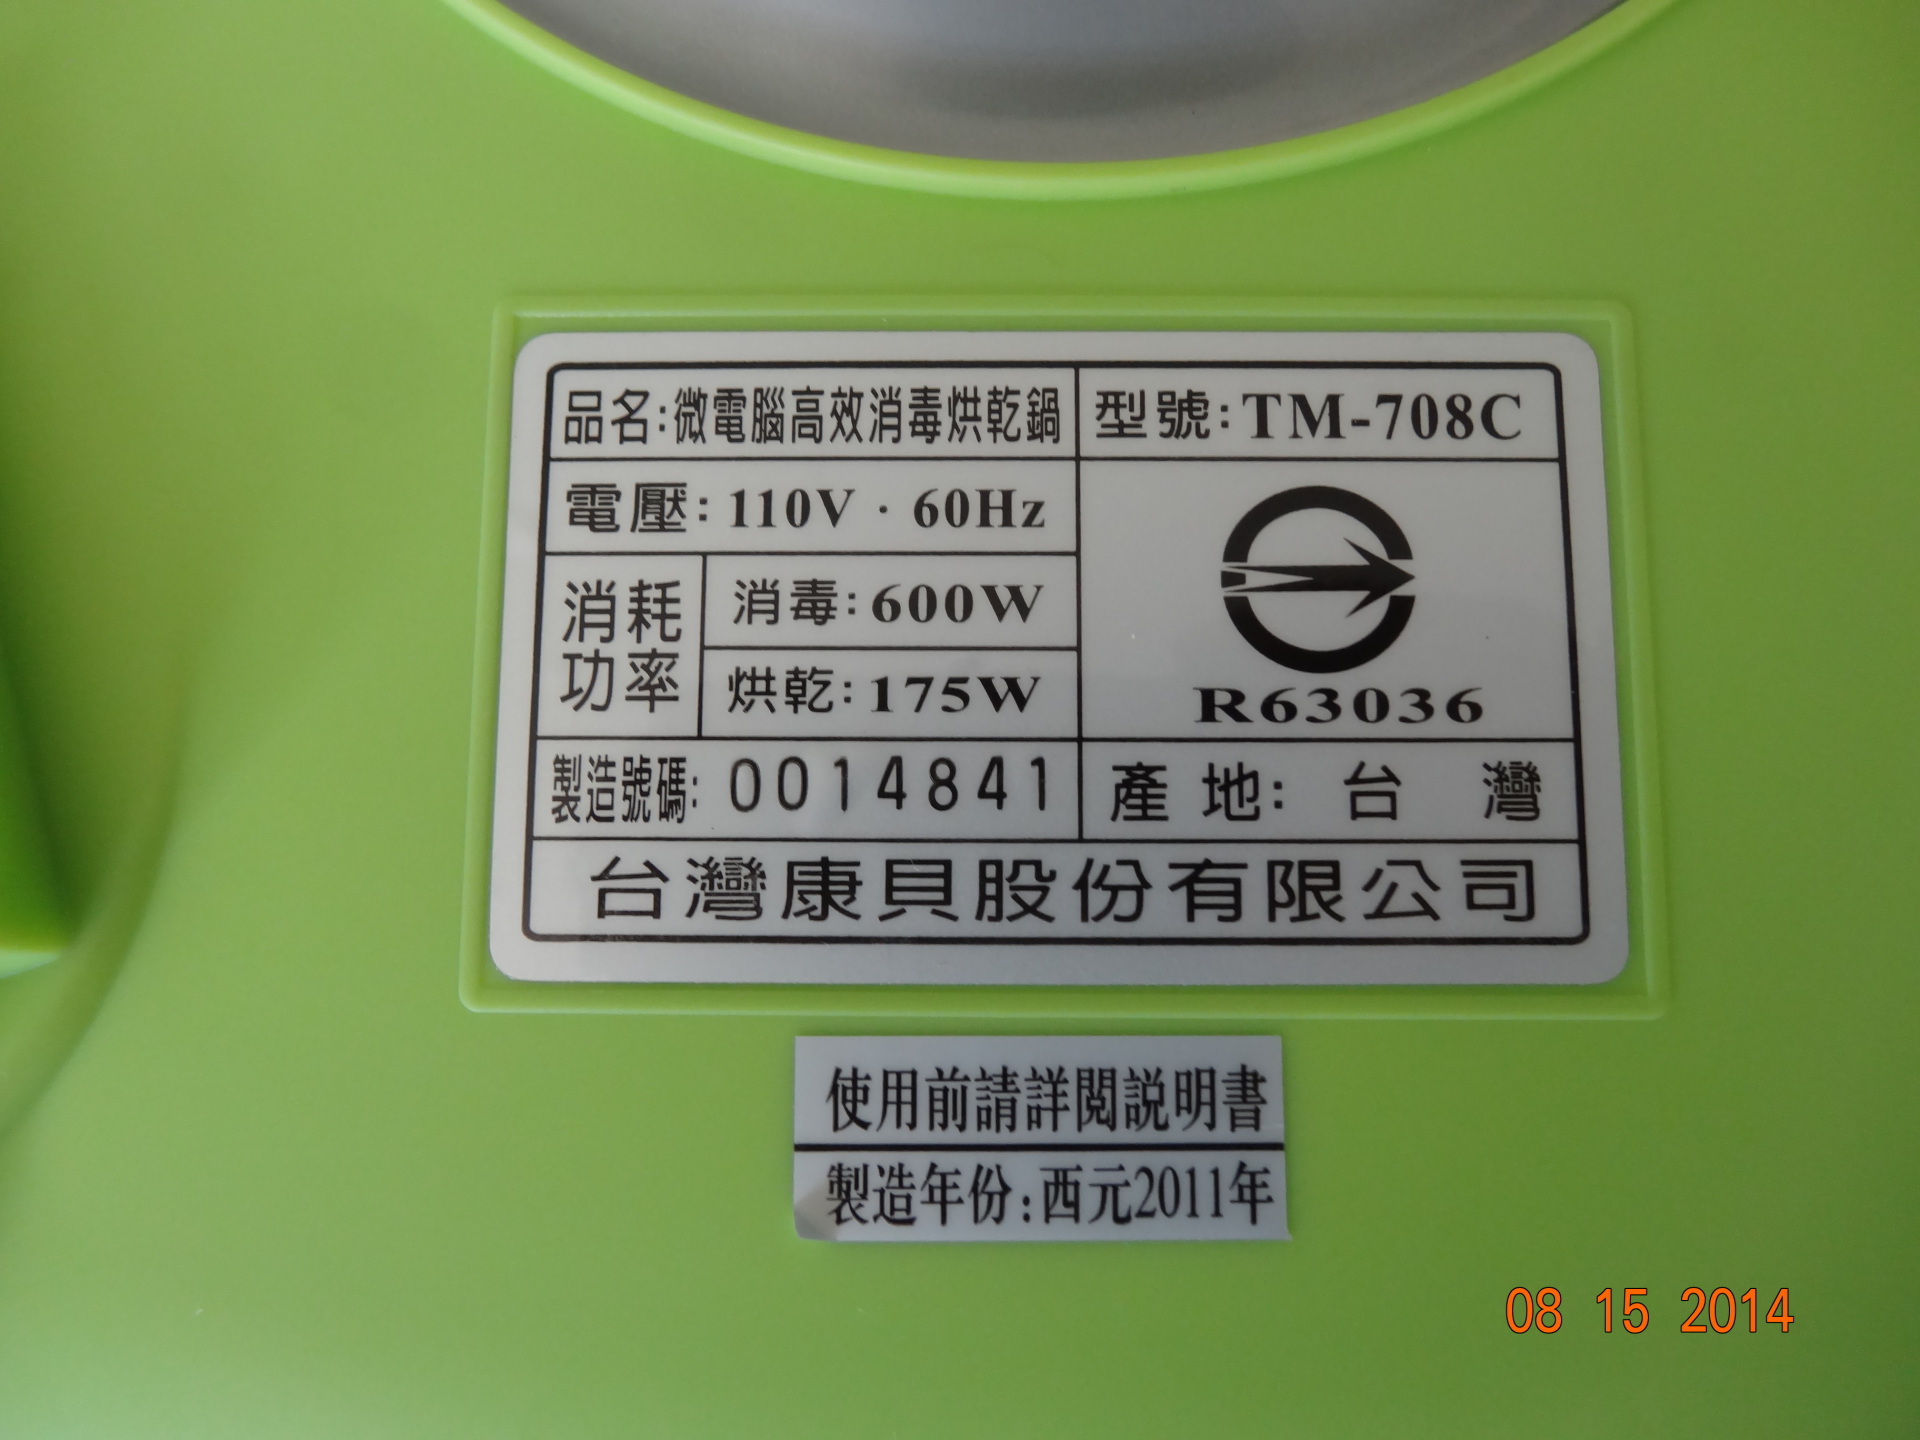 品名:微電腦高效消毒烘乾鍋
型號:TM-708C
電壓:110V · 60Hz
消耗
功率
消毒:600W
烘乾:175W
R63036
製造號碼: 0014841
產 地: 台 灣
台灣康貝股份有限公司
使用前請詳閱説明書
製造年份:西元2011年
08 15 2014